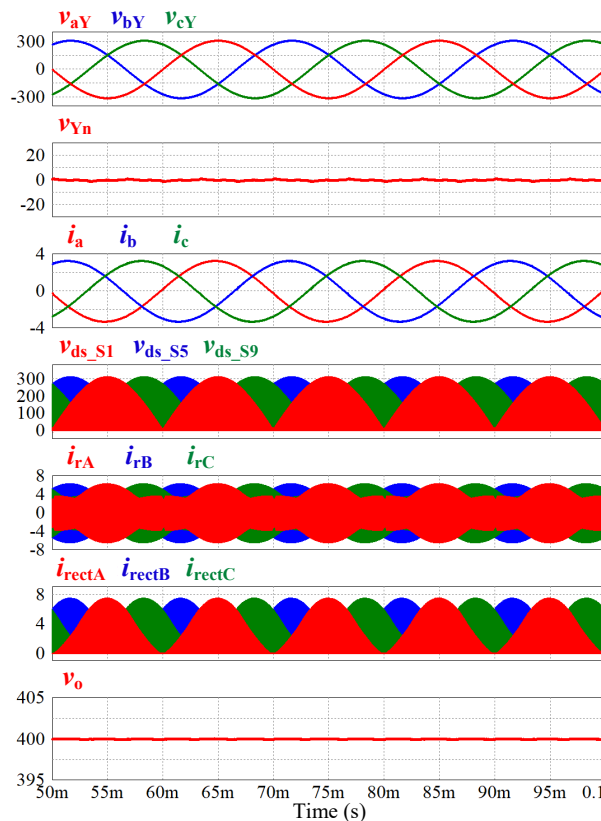 vaY vbY vcY
300
0
-300
vYn
20
0
-20
ia ib ic
4
0
-4
vds_S1 vds_S5 vds_S9
300
200
100
0
irA irB irC
8
4
0
-4
-8
irectA irectB irectC
8
4
0
vo
405
400
395
50m 55m 60m 65m 70m 75m 80m 85m 90m 95m 0.1
Time (s)